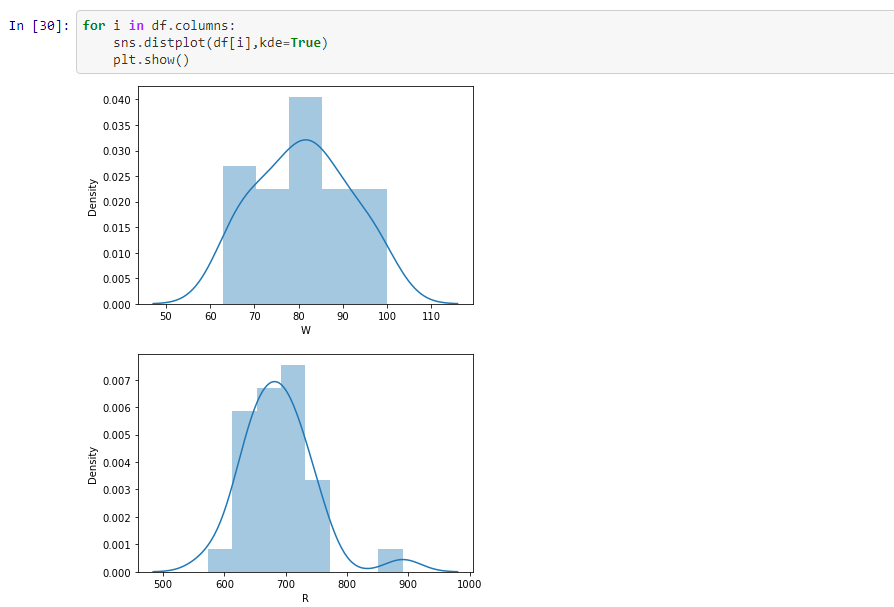 In [30]: for i in df.columns:
sns.distplot(df[i],kde=True)
plt.show()
0.040
0.035
0.030
0.025
0.020
0.015
0.010
0.005
0.000
Density
50 60 70 80 90 100 110
W
0.007
0.006
0.005
0.004
0.003
0.002
0.001
0.000
Density
500 600 700 800 900 1000
R